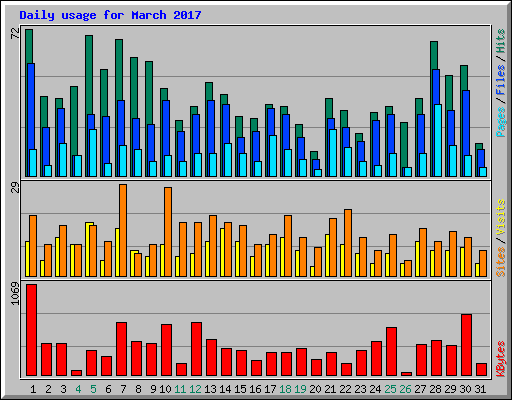 Daily usage for March 2017
72
Pages/Files/Hits
29
Sites/Visits
1069
KBytes
1 2 3 4 5 6 7 8 9 10 11 12 13 14 15 16 17 18 19 20 21 22 23 24 25 26 27 28 29 30 31